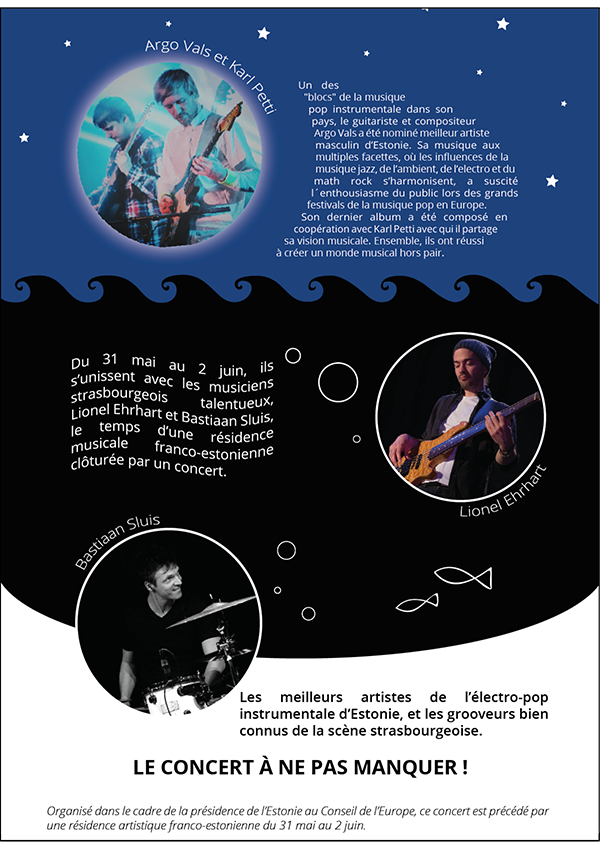 Argo Vals et Karl Petti
Un des
"blocs" de la musique
pop instrumentale dans son
pays, le guitariste et compositeur
Argo Vals a été nominé meilleur artiste
masculin d'Estonie. Sa musique aux
multiples facettes, où les influences de la
musique jazz, de l'ambient, de l'electro et du
math rock s'harmonisent, a suscité
l´enthousiasme du public lors des grands
festivals de la musique pop en Europe.
Son dernier album a été composé en
coopération avec Karl Petti avec qui il partage
sa vision musicale. Ensemble, ils ont réussi
à créer un monde musical hors pair.
Du 31 mai au 2 juin, ils
s'unissent avec les musiciens
strasbourgeois talentueux,
Lionel Ehrhart et Bastiaan Sluis,
le temps d'une résidence
musicale franco-estonienne
clôturée par un concert.
Lionel Ehrhart
Bastiaan Sluis
Les meilleurs artistes de l'électro-pop
instrumentale d'Estonie, et les grooveurs bien
connus de la scène strasbourgeoise.
LE CONCERT À NE PAS MANQUER !
Organisé dans le cadre de la présidence de l'Estonie au Conseil de l'Europe, ce concert est précédé par
une résidence artistique franco-estonienne du 31 mai au 2 juin.